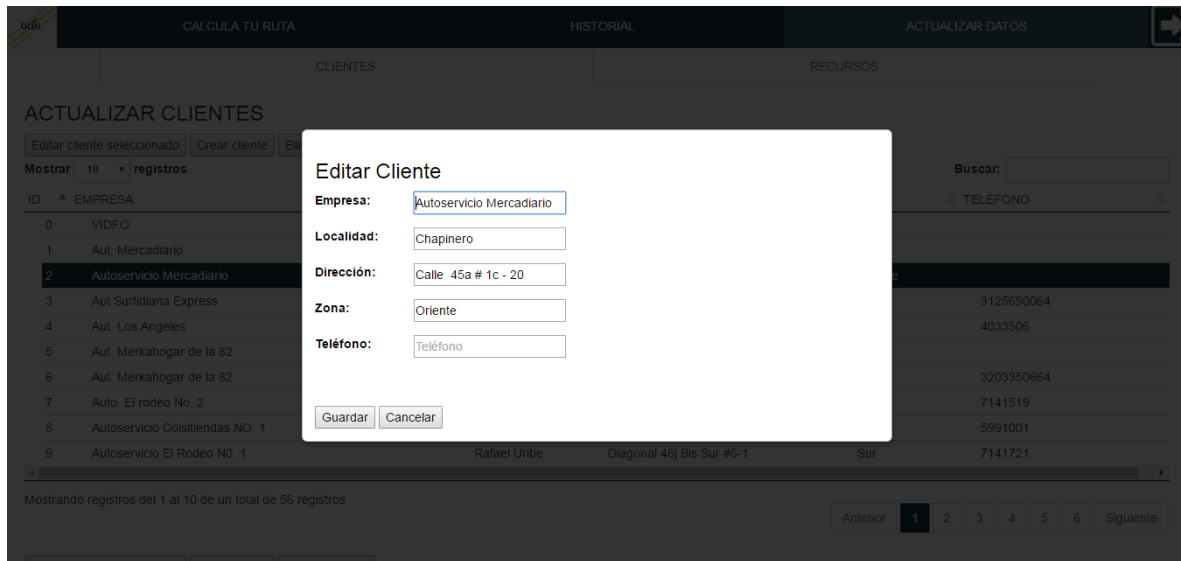 odis CALCULA TU RUTA HISTORIAL ACTUALIZAR DATOS
CLIENTES RECURSOS
ACTUALIZAR CLIENTES
Editar cliente seleccionado Crear cliente
Mostrar 10 registros Buscar:
ID EMPRESA TELÉFONO
0 VIDFO
1 Aut. Mercadiario
2 Autoservicio Mercadiario
3 Aut Surtidiana Express 3125690064
4 Aut. Los Angeles 4033506
5 Aut. Merkahogar de la 82
6 Aut. Merkahogar de la 82 3203350664
7 Auto. El rodeo No. 2 7141519
8 Autoservicio Colsitiendas NO. 1 5991001
9 Autoservicio El Rodeo N0. 1 Rafael Uribe Diagonal 48j Bis Sur #5-1 Sur 7141721
Mostrando registros del 1 al 10 de un total de 56 registros
Anterior 1 2 3 4 5 6 Siguiente
Editar Cliente
Empresa: Autoservicio Mercadiario
Localidad: Chapinero
Dirección: Calle 45a # 1c - 20
Zona: Oriente
Teléfono: Teléfono
Guardar Cancelar